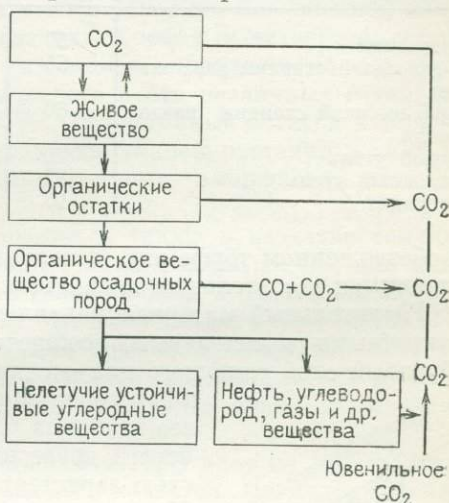 CO₂
Живое
вещество
Органические
остатки
CO₂
Органическое ве-
щество осадочных
пород
CO+CO₂
CO₂
CO₂
Нелетучие устойчи-
вые углеродные
вещества
Нефть, углеводо-
род, газы и др.
вещества
Ювенильное
CO₂